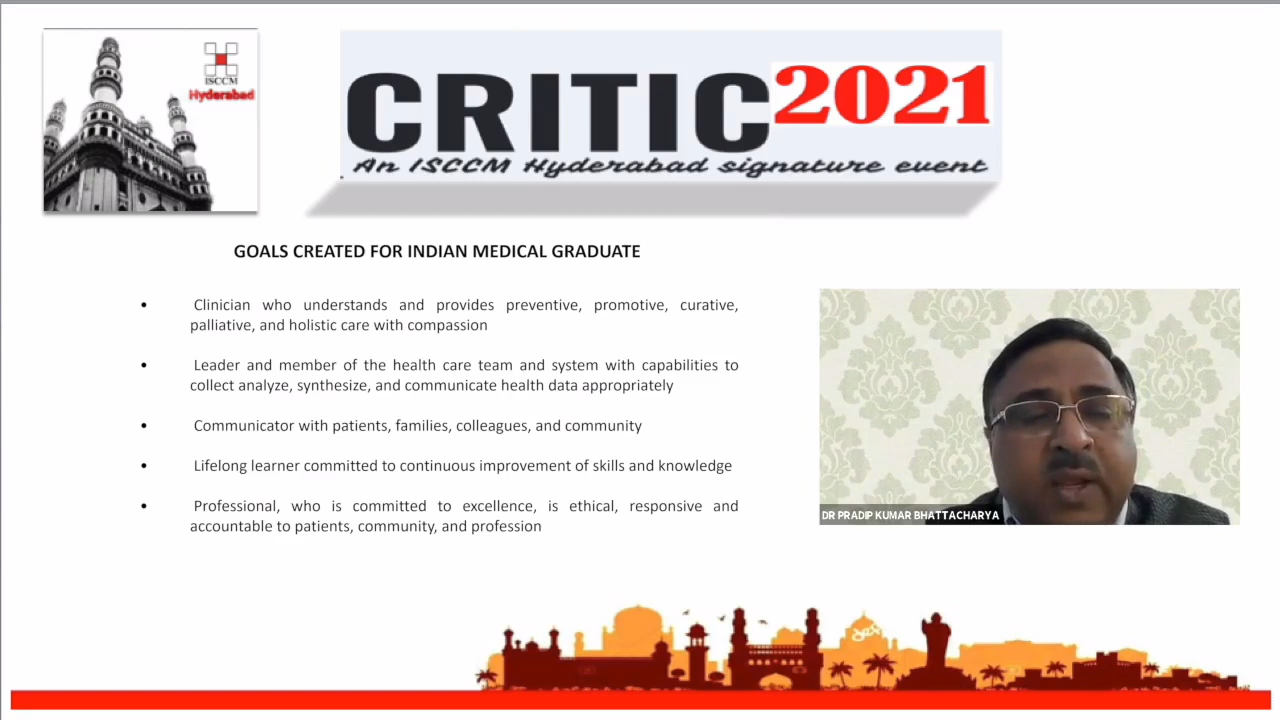 ISCCM
Hyderabad
CRITIC2021
An ISCCM Hyderabad signature event
GOALS CREATED FOR INDIAN MEDICAL GRADUATE
• Clinician who understands and provides preventive, promotive, curative,
palliative, and holistic care with compassion
• Leader and member of the health care team and system with capabilities to
collect analyze, synthesize, and communicate health data appropriately
• Communicator with patients, families, colleagues, and community
• Lifelong learner committed to continuous improvement of skills and knowledge
• Professional, who is committed to excellence, is ethical, responsive and
accountable to patients, community, and profession
DR PRADIP KUMAR BHATTACHARYA